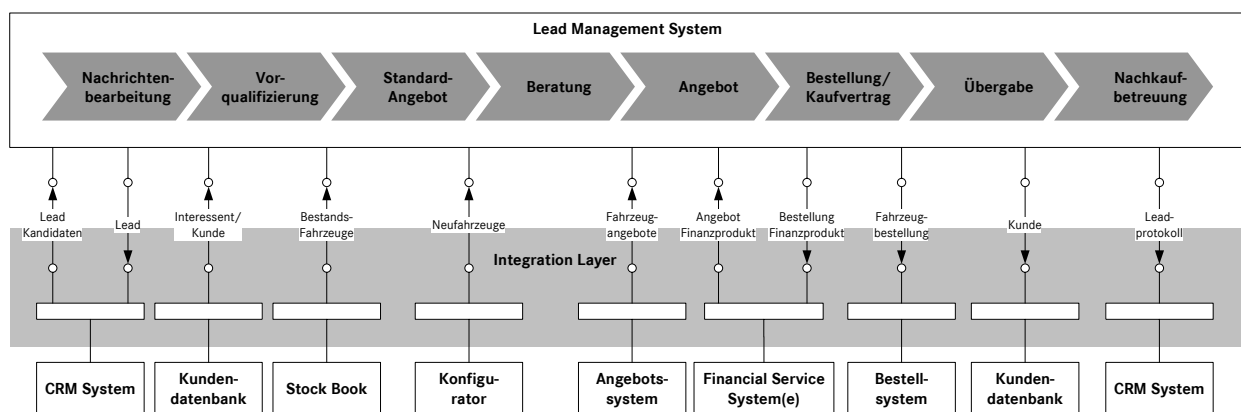 Lead Management System
Nachrichten-
bearbeitung
Vor-
qualifizierung
Standard-
Angebot
Beratung
Angebot
Bestellung/
Kaufvertrag
Übergabe
Nachkauf-
betreuung
Lead
Kandidaten
Lead
Interessent/
Kunde
Bestands-
Fahrzeuge
Neufahrzeuge
Fahrzeug-
angebote
Angebot
Finanzprodukt
Bestellung
Finanzprodukt
Fahrzeug-
bestellung
Kunde
Lead-
protokoll
Integration Layer
CRM System
Kunden-
datenbank
Stock Book
Konfigu-
rator
Angebots-
system
Financial Service
System(e)
Bestell-
system
Kunden-
datenbank
CRM System